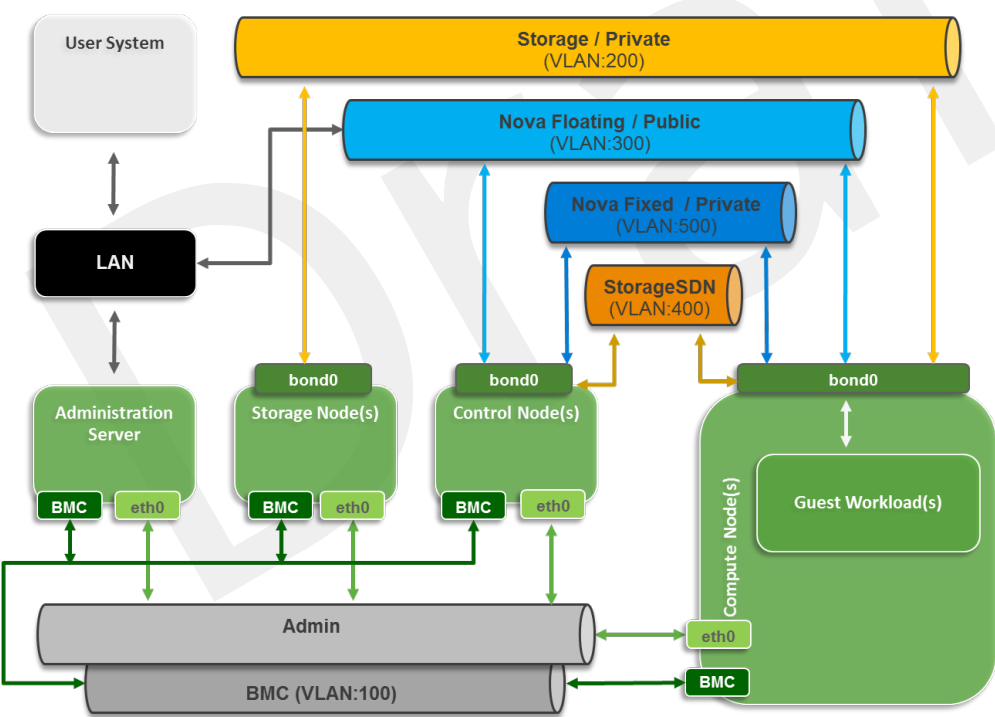 User System
Storage / Private
(VLAN:200)
Nova Floating / Public
(VLAN:300)
Nova Fixed / Private
(VLAN:500)
LAN
StorageSDN
(VLAN:400)
bond0
bond0
bond0
Administration
Server
Storage Node(s)
Control Node(s)
Compute Node(s)
Guest Workload(s)
BMC
eth0
BMC
eth0
BMC
eth0
Admin
eth0
BMC (VLAN:100)
BMC